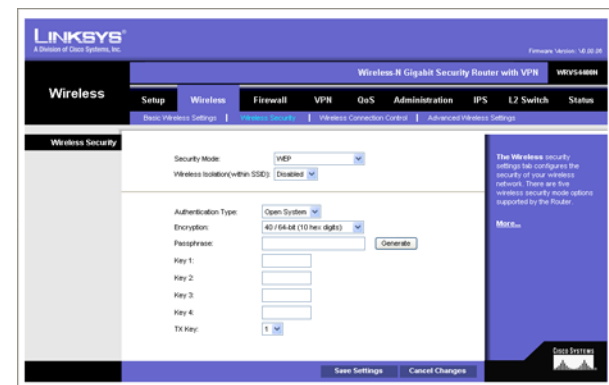 LINKSYS®
A Division of Cisco Systems, Inc.
Firmware Version: V0.02.06
Wireless-N Gigabit Security Router with VPN WRVS4400N
Wireless
Setup Wireless Firewall VPN QoS Administration IPS L2 Switch Status
Basic Wireless Settings | Wireless Security | Wireless Connection Control | Advanced Wireless Settings
Wireless Security
Security Mode: WEP
Wireless Isolation(within SSID): Disabled
Authentication Type: Open System
Encryption: 40 / 64-bit (10 hex digits)
Passphrase: Generate
Key 1:
Key 2:
Key 3:
Key 4:
TX Key: 1
The Wireless security
settings tab configures the
security of your wireless
network. There are five
wireless security mode options
supported by the Router.
More...
Save Settings Cancel Changes
CISCO SYSTEMS